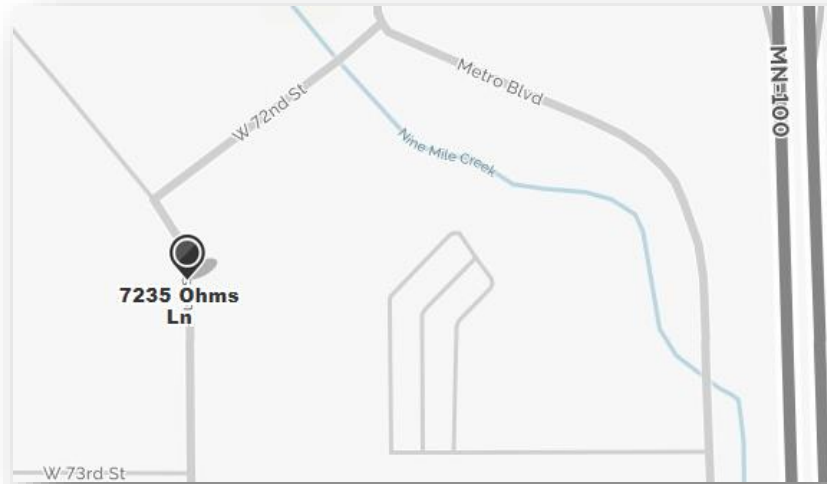 Metro Blvd
MN-100
W 72nd St
Nine Mile Creek
7235 Ohms
Ln
W 73rd St